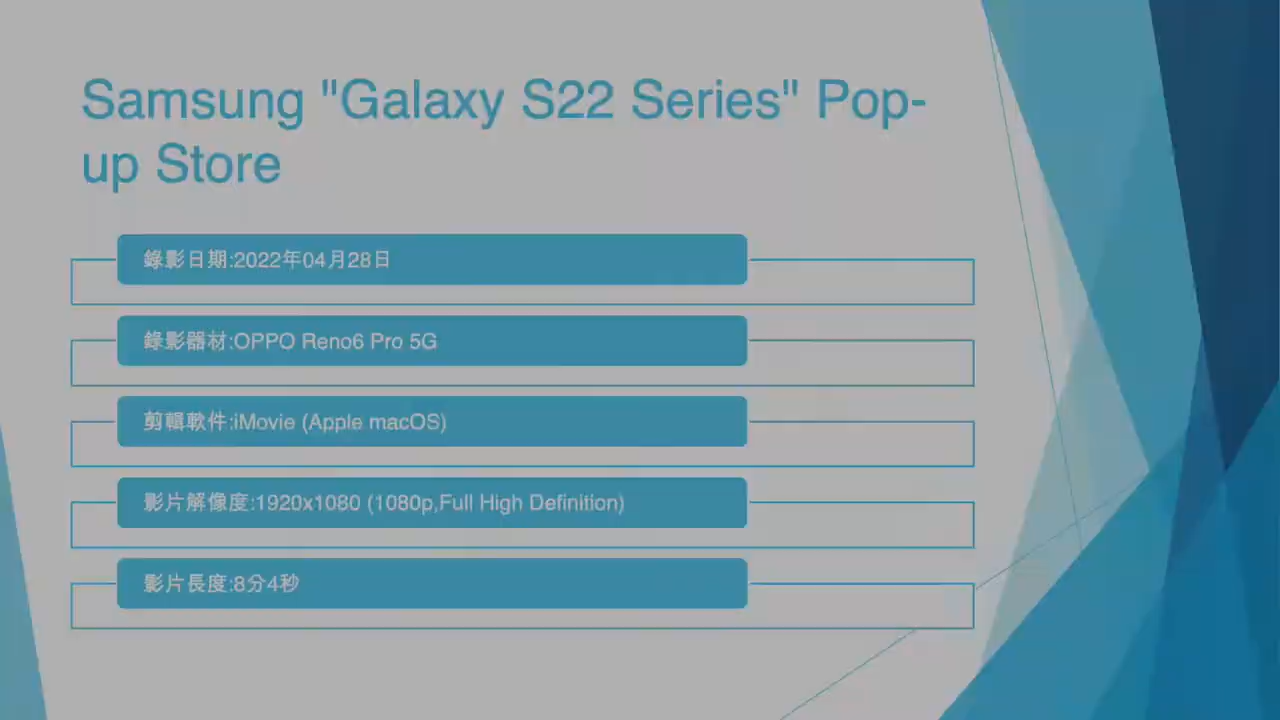 Samsung "Galaxy S22 Series" Pop-
up Store
錄影日期:2022年04月28日
錄影器材:OPPO Reno6 Pro 5G
剪輯軟件:iMovie (Apple macOS)
影片解像度:1920x1080 (1080p,Full High Definition)
影片長度:8分4秒